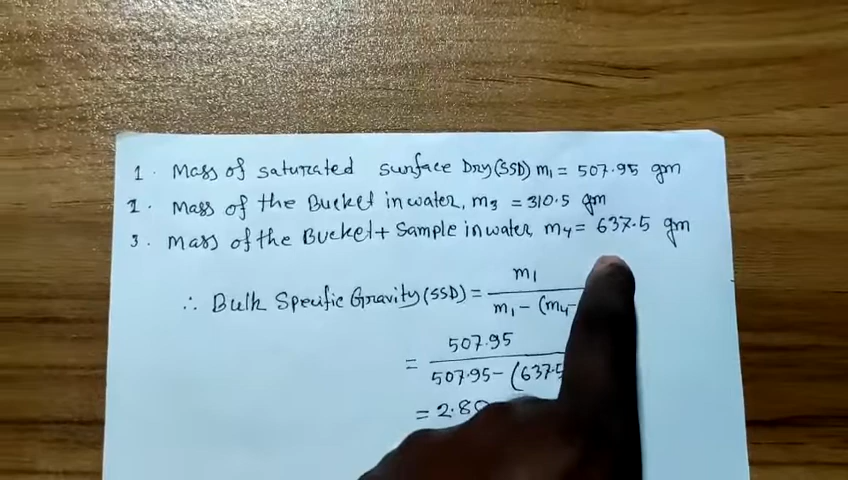 1. Mass of saturated surface Dry(SSD) m₁ = 507.95 gm
2. Mass of the Bucket in water, m₃ = 310.5 gm
3. Mass of the Bucket + Sample in water, m₄ = 637.5 gm
∴ Bulk Specific Gravity (SSD) = m₁
m₁ - (m₄-
= 507.95
507.95 - (637.5
= 2.80